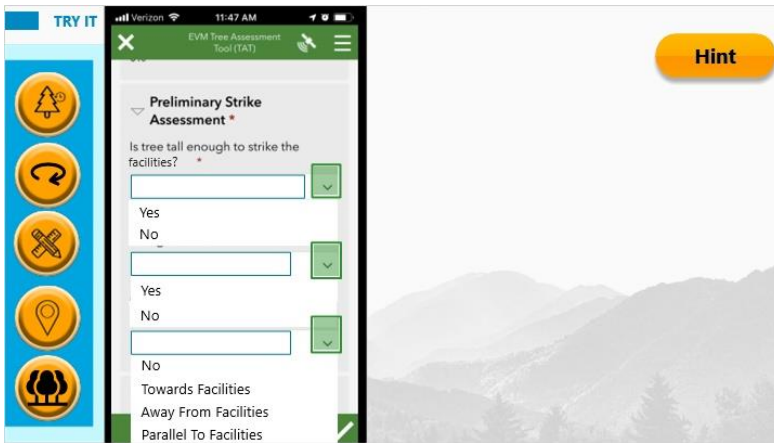 TRY IT
Verizon
11:47 AM
EVM Tree Assessment
Tool (TAT)
Preliminary Strike
Assessment *
Is tree tall enough to strike the
facilities? *
Yes
No
Yes
No
No
Towards Facilities
Away From Facilities
Parallel To Facilities
Hint